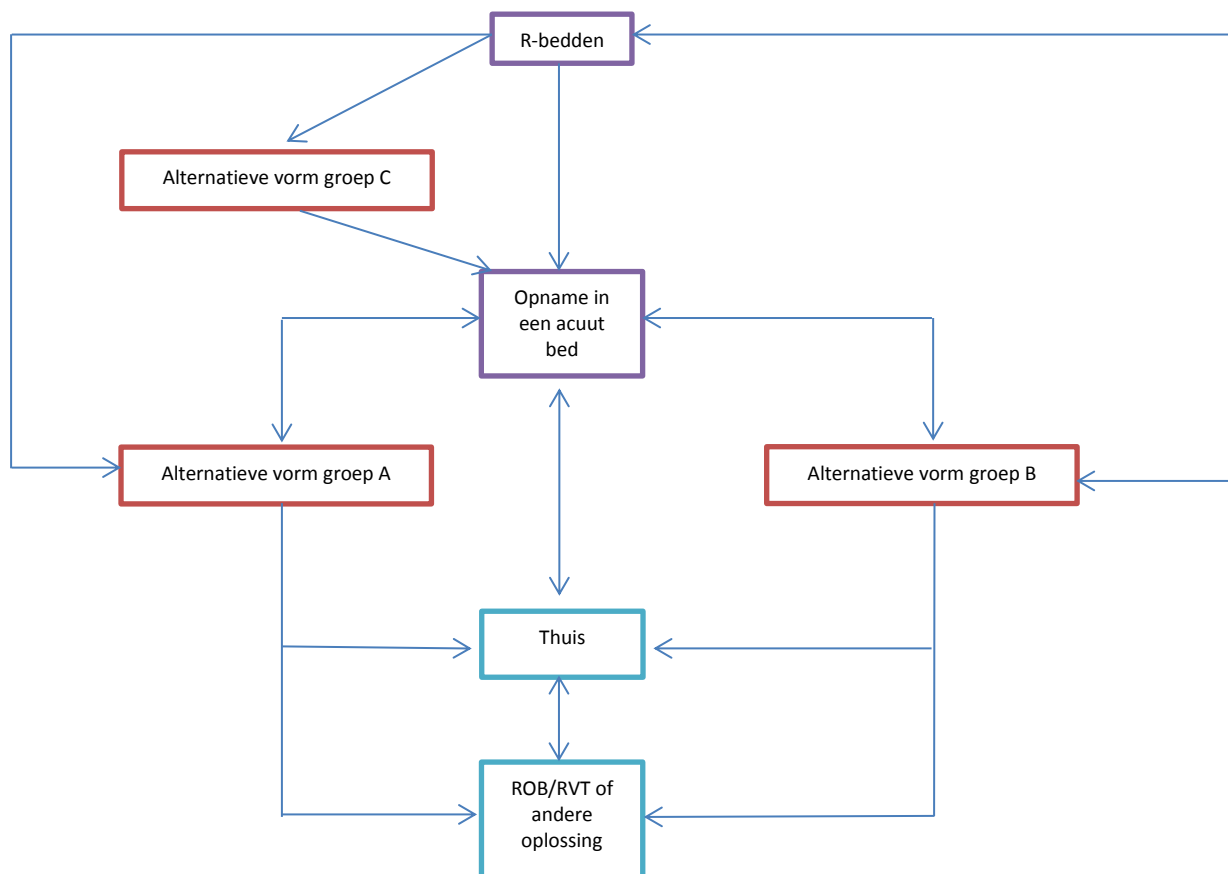 R-bedden
Alternatieve vorm groep C
Opname in
een acuut
bed
Alternatieve vorm groep A
Alternatieve vorm groep B
Thuis
ROB/RVT of
andere
oplossing